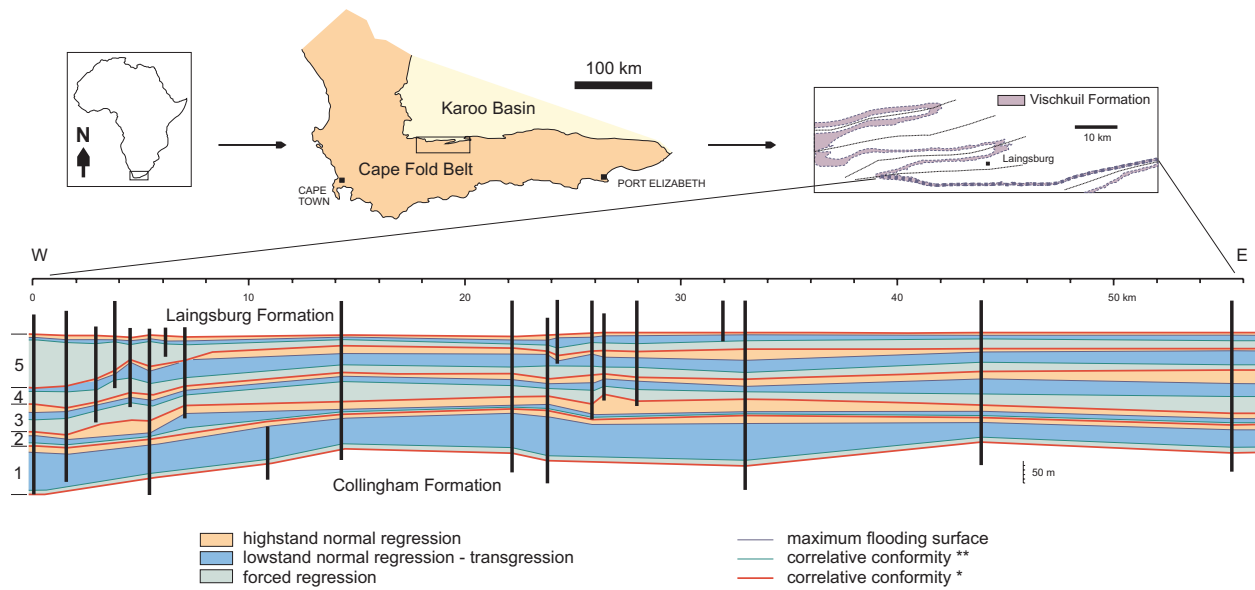 100 km
Karoo Basin
N
Cape Fold Belt
CAPE
TOWN
PORT ELIZABETH
Vischkuil Formation
10 km
Laingsburg
W
E
0
10
20
30
40
50 km
Laingsburg Formation
5
4
3
2
1
Collingham Formation
50 m
highstand normal regression
lowstand normal regression - transgression
forced regression
maximum flooding surface
correlative conformity **
correlative conformity *